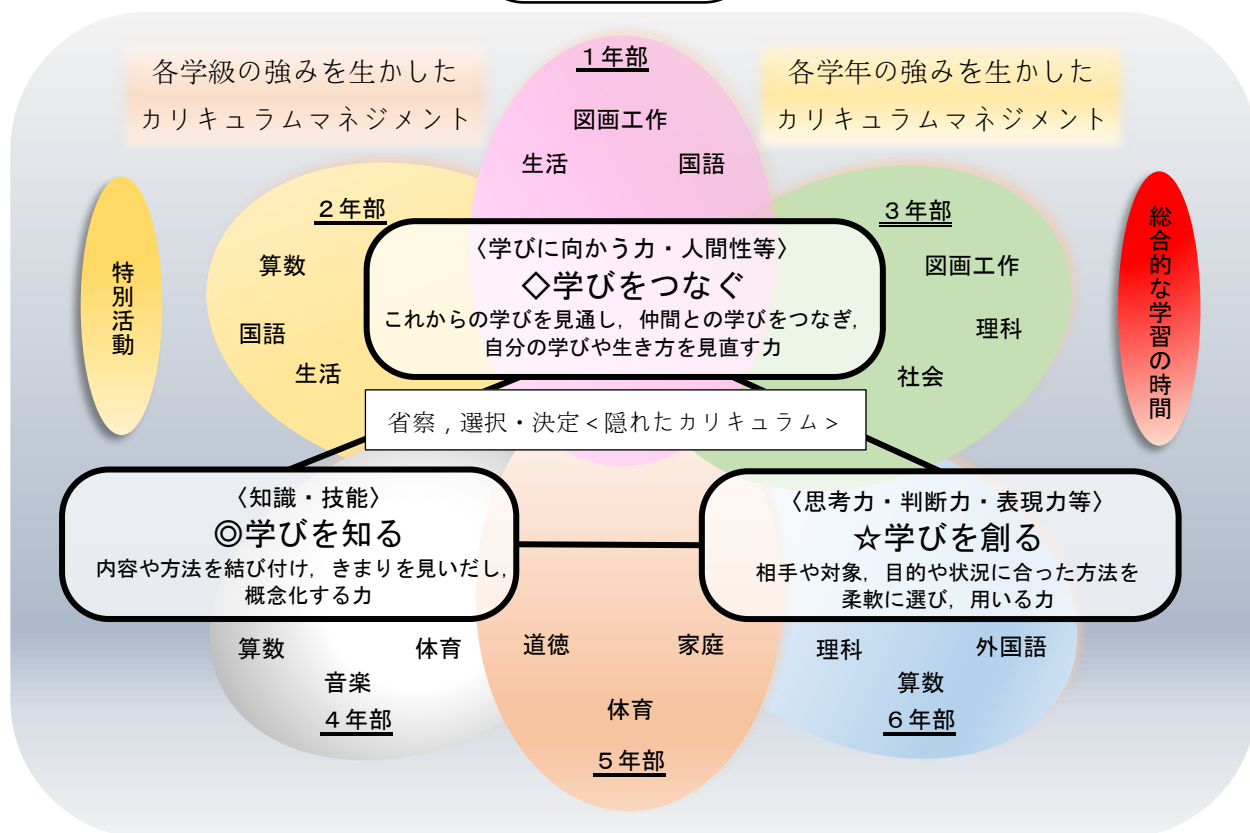 各学級の強みを生かした
カリキュラムマネジメント
1年部
図画工作
生活
国語
各学年の強みを生かした
カリキュラムマネジメント
2年部
算数
国語
生活
3年部
図画工作
理科
社会
特別活動
総合的な学習の時間
〈学びに向かう力・人間性等〉
◇学びをつなぐ
これからの学びを見通し，仲間との学びをつなぎ，
自分の学びや生き方を見直す力
省察，選択・決定＜隠れたカリキュラム＞
〈知識・技能〉
◎学びを知る
内容や方法を結び付け，きまりを見いだし，
概念化する力
〈思考力・判断力・表現力等〉
☆学びを創る
相手や対象，目的や状況に合った方法を
柔軟に選び，用いる力
算数
体育
音楽
4年部
道徳
家庭
体育
5年部
理科
外国語
算数
6年部